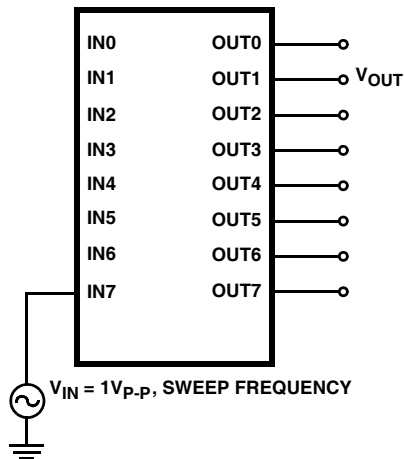 IN0 OUT0
IN1 OUT1 VOUT
IN2 OUT2
IN3 OUT3
IN4 OUT4
IN5 OUT5
IN6 OUT6
IN7 OUT7
VIN = 1VP-P, SWEEP FREQUENCY